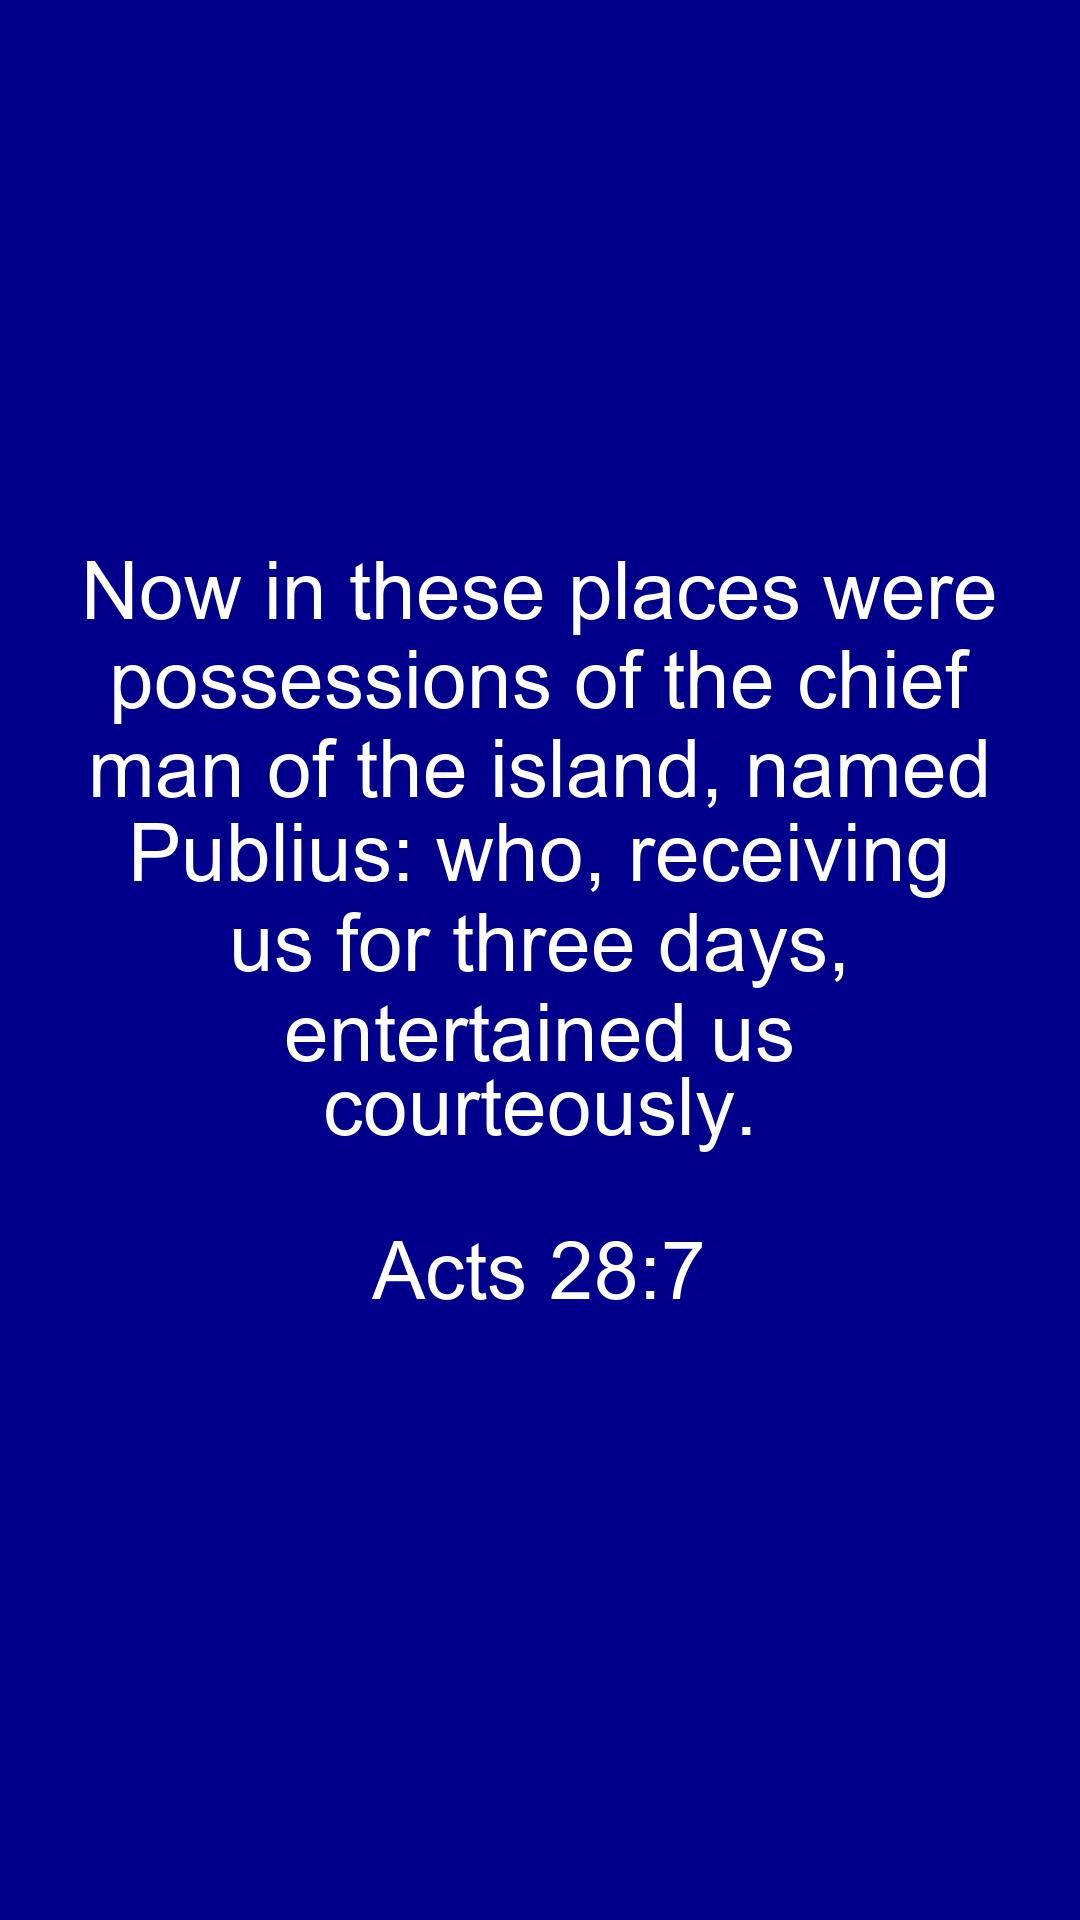 Now in these places were
possessions of the chief
man of the island, named
Publius: who, receiving
us for three days,
entertained us
courteously.
Acts 28:7